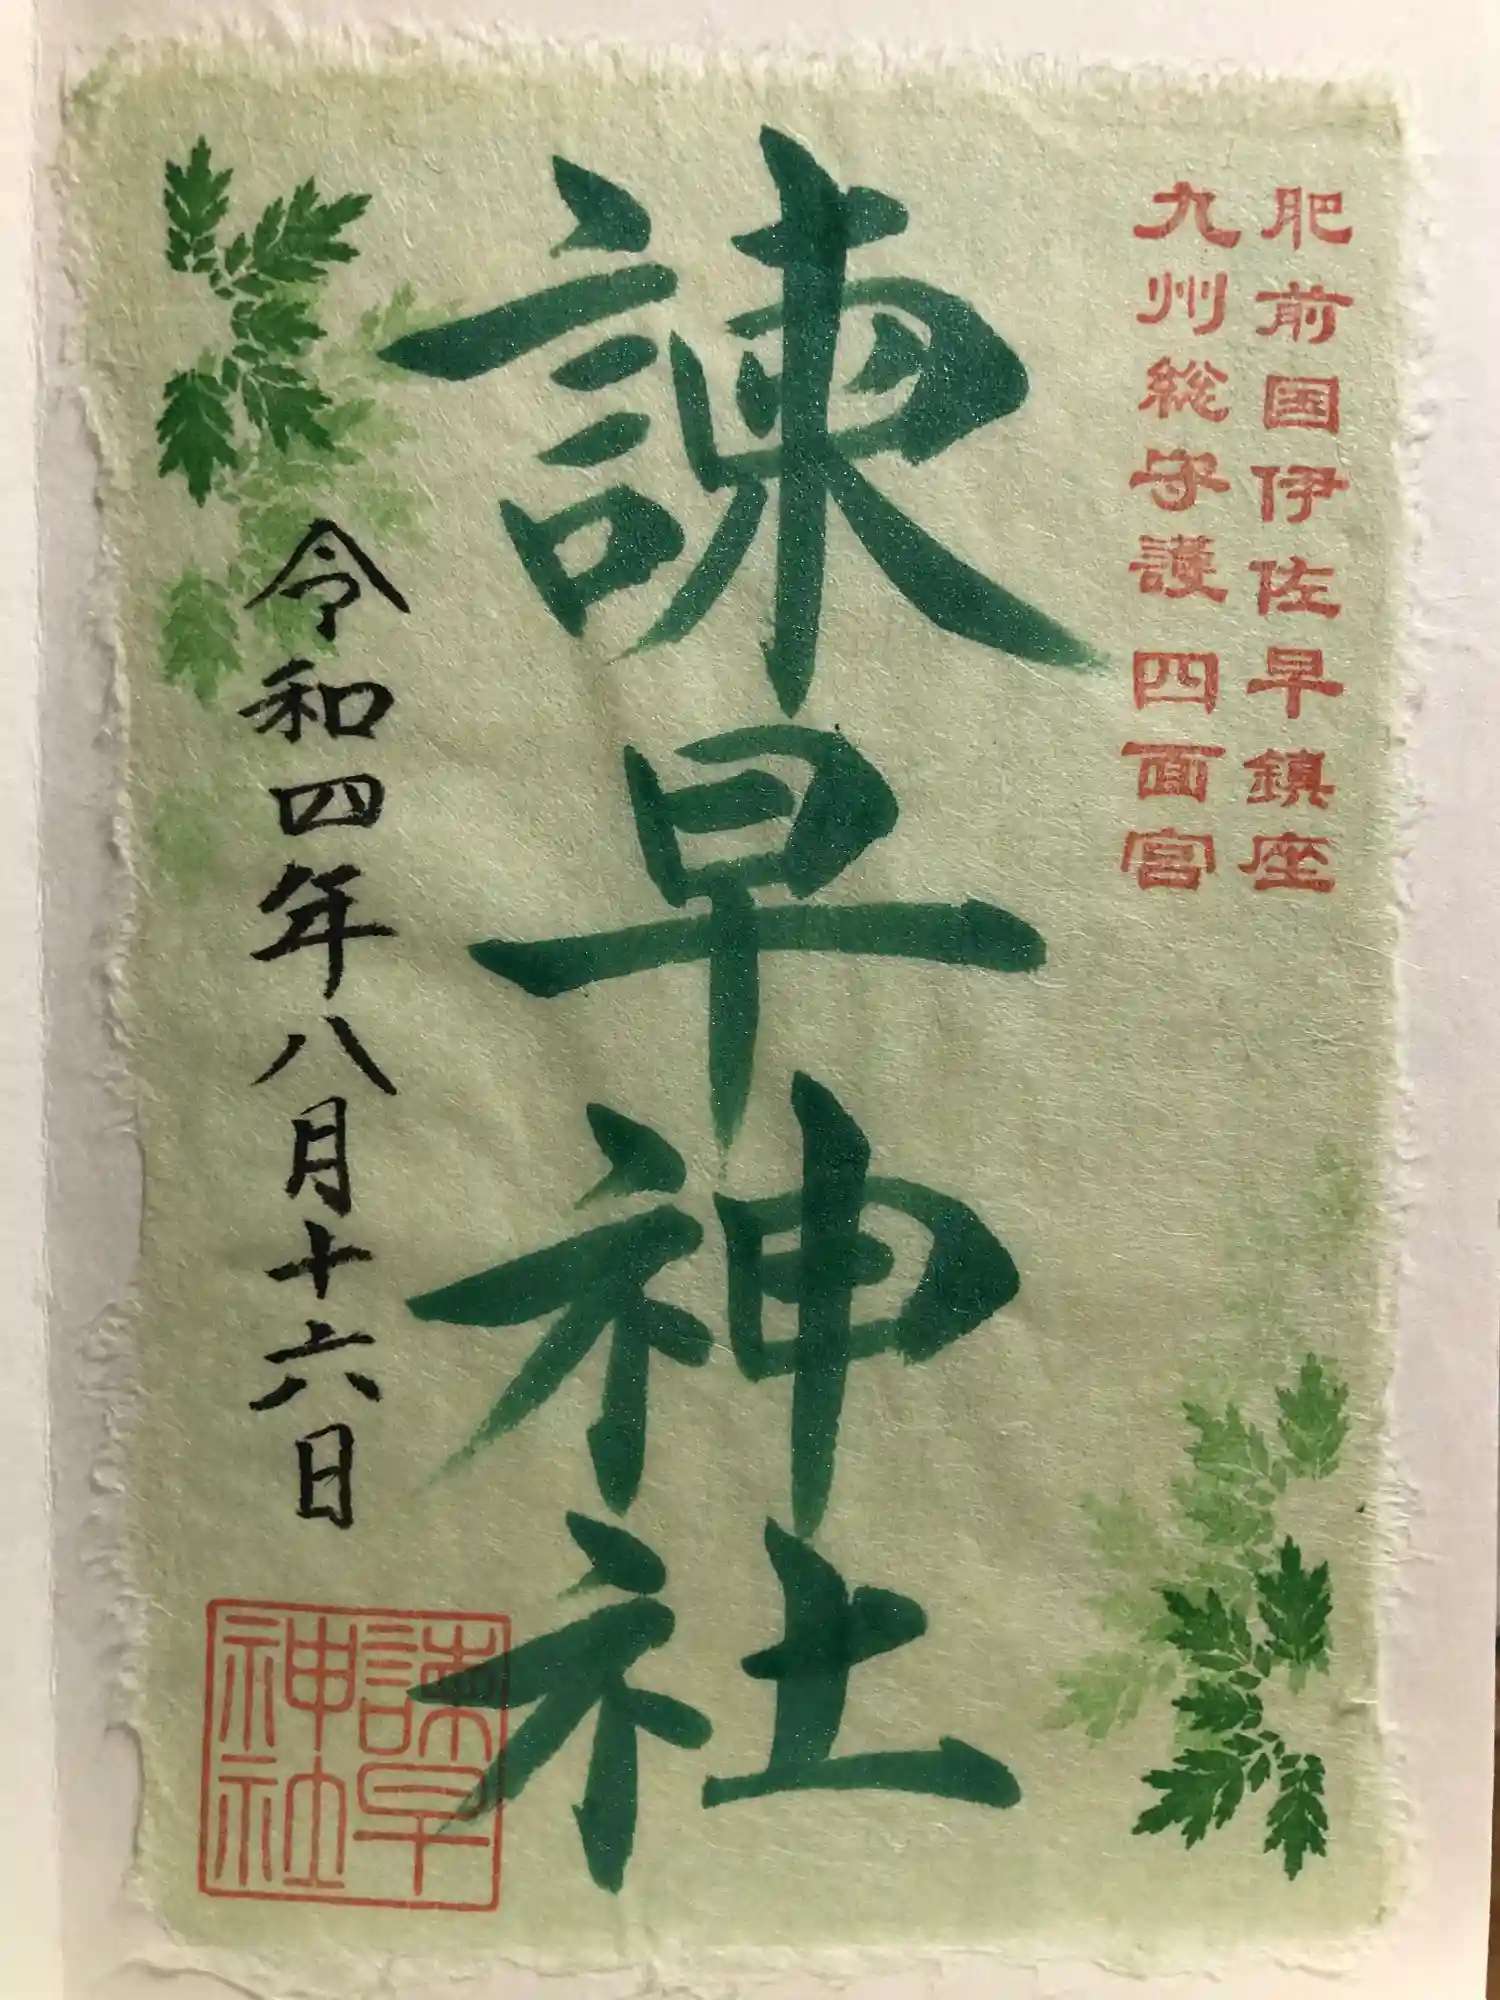 肥前国伊佐早鎮座
九州総守護四面宮
諫早神社
令和四年八月十六日
諫早
神社